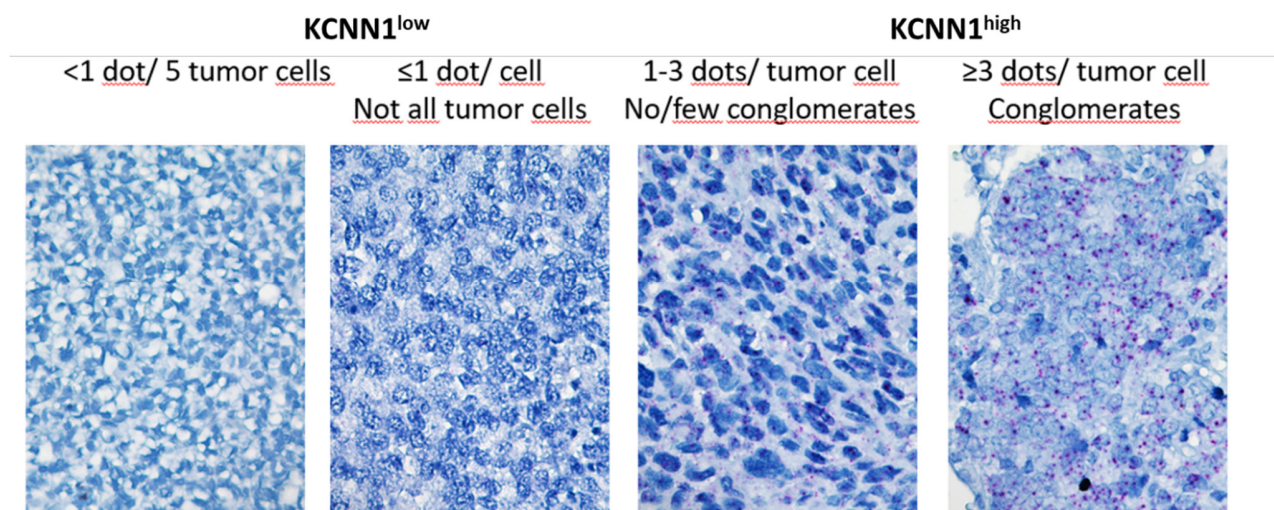 KCNN1low KCNN1high
<1 dot/ 5 tumor cells ≤1 dot/ cell 1-3 dots/ tumor cell ≥3 dots/ tumor cell
Not all tumor cells No/few conglomerates Conglomerates